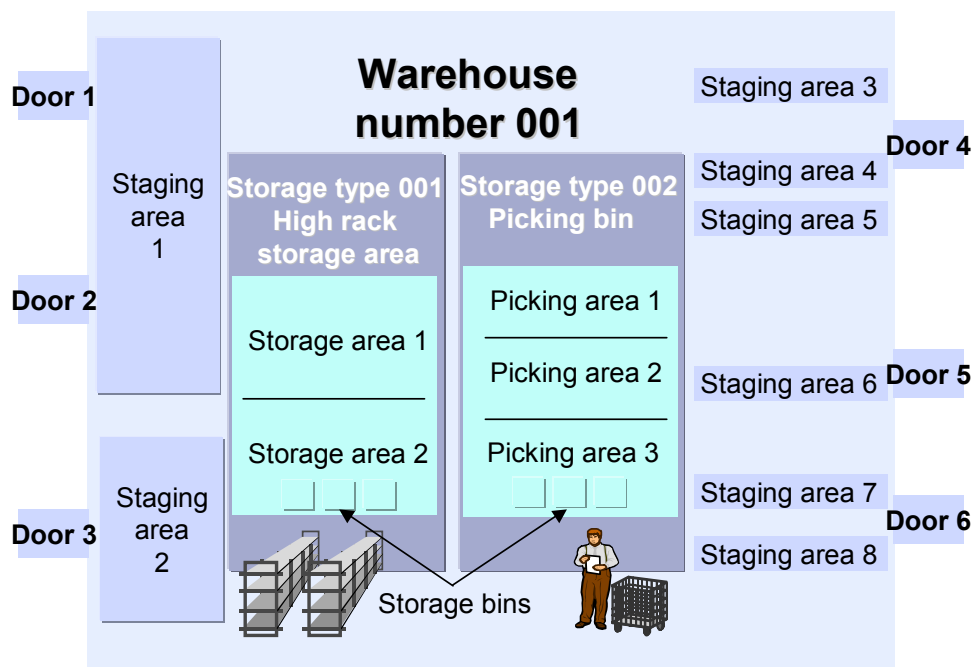 Warehouse
number 001
Door 1
Door 2
Door 3
Staging
area
1
Staging
area
2
Storage type 001
High rack
storage area
Storage area 1
Storage area 2
Storage type 002
Picking bin
Picking area 1
Picking area 2
Picking area 3
Storage bins
Staging area 3
Staging area 4
Staging area 5
Staging area 6
Staging area 7
Staging area 8
Door 4
Door 5
Door 6